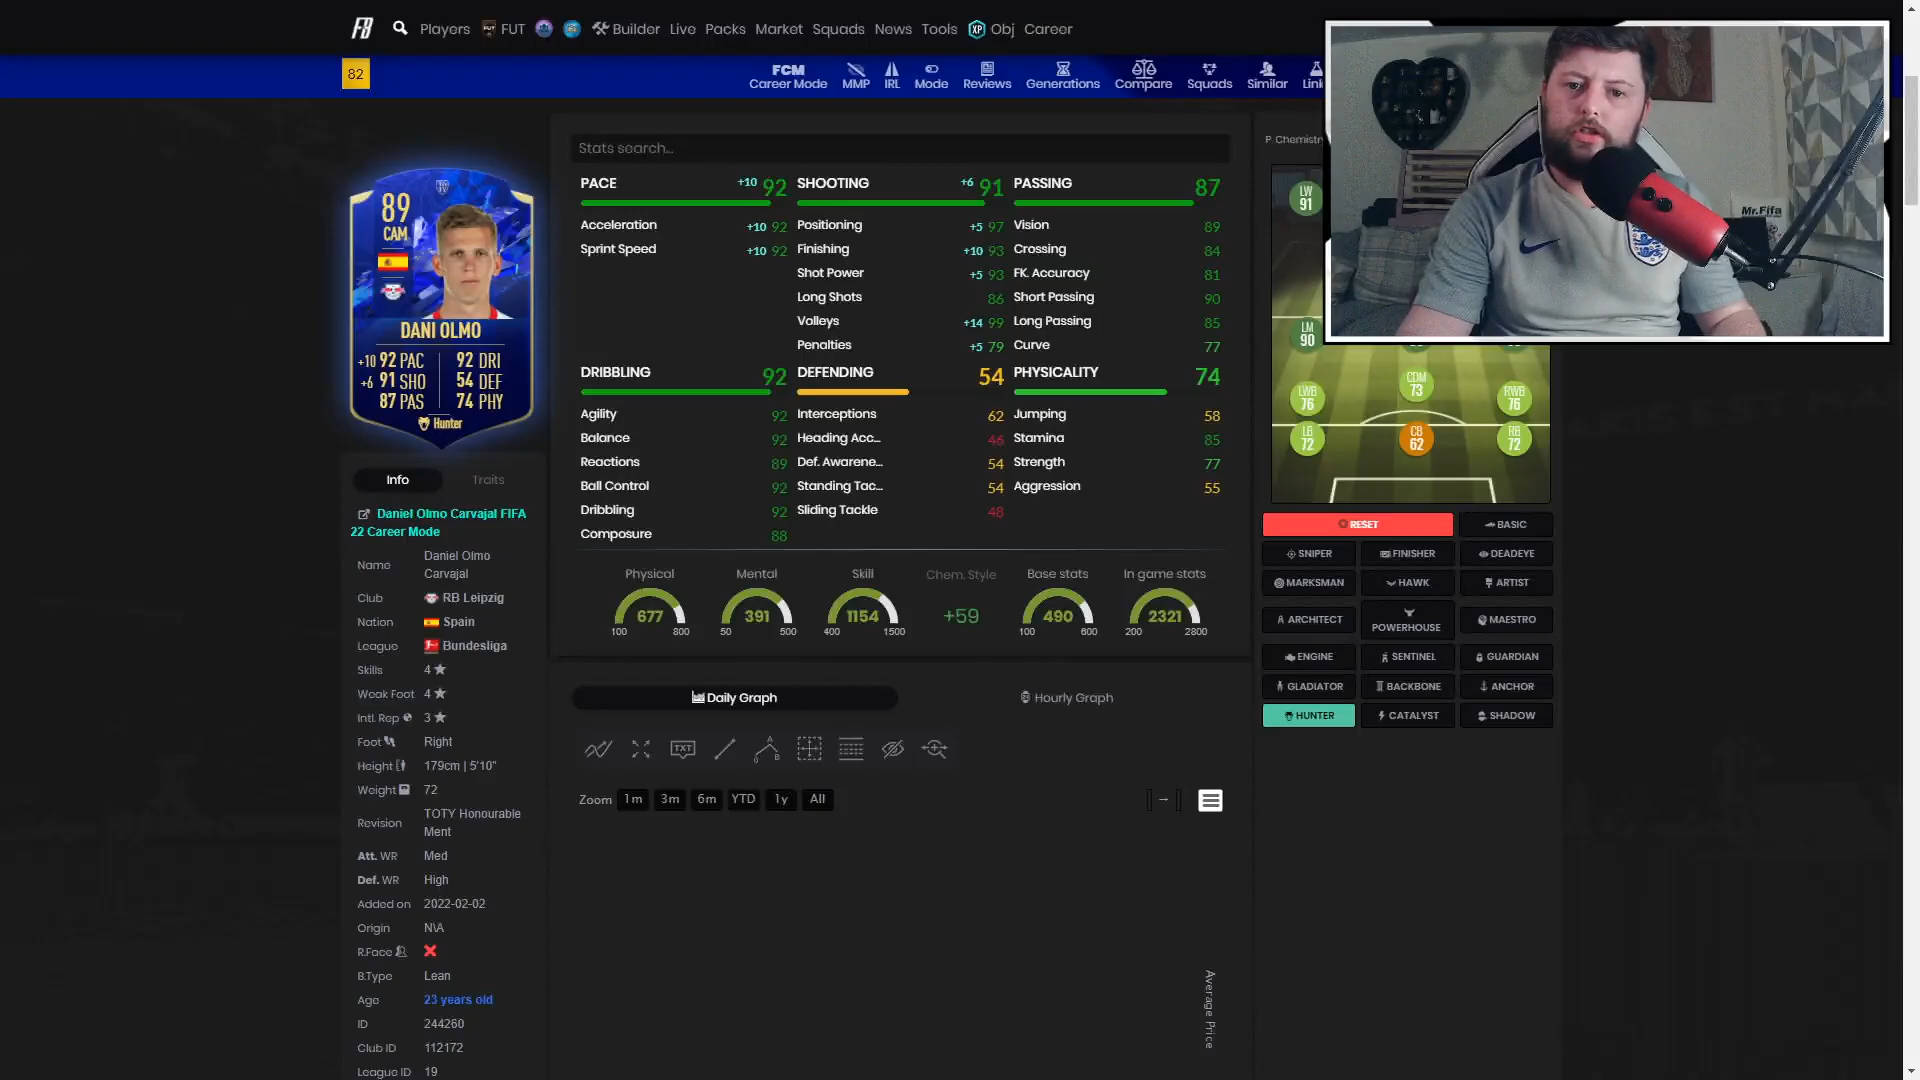 FB Players FUT Builder Live Packs Market Squads News Tools XP Obj Career
82
FCM
Career Mode MMP IRL Mode Reviews Generations Compare Squads Similar
Stats search...
P. Chemistry
89
CAM
DANI OLMO
+10 92 PAC 92 DRI
+6 91 SHO 54 DEF
87 PAS 74 PHY
Hunter
PACE +10 92
Acceleration +10 92
Sprint Speed +10 92
SHOOTING +6 91
Positioning +5 97
Finishing +10 93
Shot Power +5 93
Long Shots 86
Volleys +14 99
Penalties +5 79
PASSING 87
Vision 89
Crossing 84
FK. Accuracy 81
Short Passing 90
Long Passing 85
Curve 77
DRIBBLING 92
Agility 92
Balance 92
Reactions 89
Ball Control 92
Dribbling 92
Composure 88
DEFENDING 54
Interceptions 62
Heading Acc... 46
Def. Awarene... 54
Standing Tac... 54
Sliding Tackle 48
PHYSICALITY 74
Jumping 58
Stamina 85
Strength 77
Aggression 55
Physical Mental Skill Chem. Style Base stats In game stats
677 391 1154 +59 490 2321
100 800 50 500 400 1500 100 600 200 2800
Daily Graph Hourly Graph
TXT
Zoom 1m 3m 6m YTD 1y All →
Average Price
Info Traits
Daniel Olmo Carvajal FIFA
22 Career Mode
Name Daniel Olmo
Carvajal
Club RB Leipzig
Nation Spain
League Bundesliga
Skills 4
Weak Foot 4
Intl. Rep 3
Foot Right
Height 179cm | 5'10"
Weight 72
Revision TOTY Honourable
Ment
Att. WR Med
Def. WR High
Added on 2022-02-02
Origin N\A
R.Face
B.Type Lean
Age 23 years old
ID 244260
Club ID 112172
League ID 19
LW
91
LM
90
CDM
73
LWB
76
RWB
76
LB
72
CB
62
RB
72
RESET BASIC
SNIPER FINISHER DEADEYE
MARKSMAN HAWK ARTIST
ARCHITECT POWERHOUSE MAESTRO
ENGINE SENTINEL GUARDIAN
GLADIATOR BACKBONE ANCHOR
HUNTER CATALYST SHADOW
Mr.Fifa